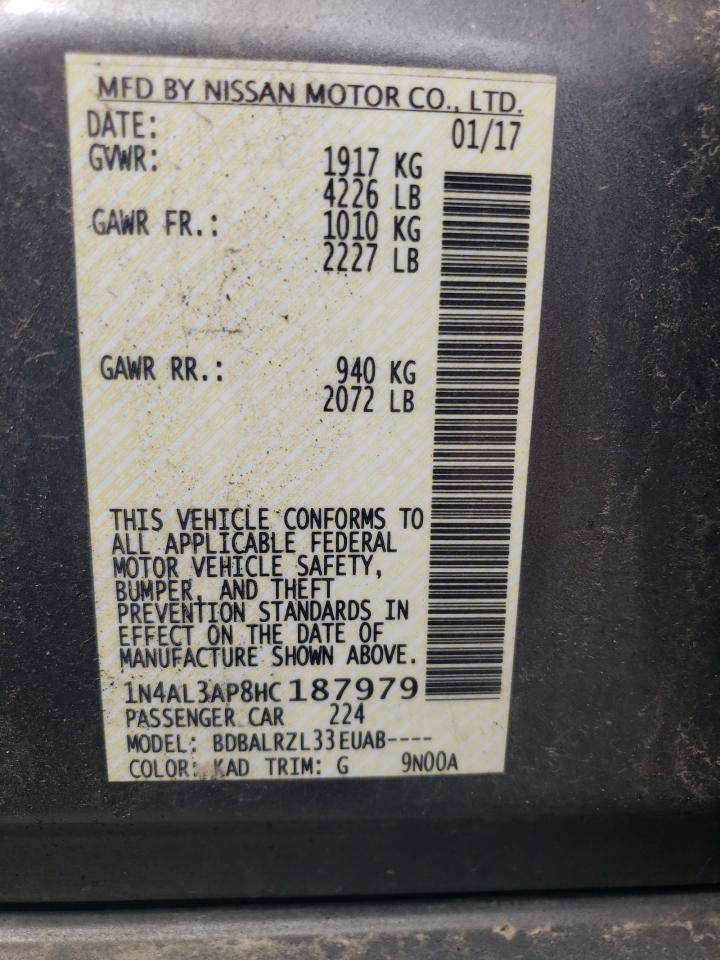 MFD BY NISSAN MOTOR CO., LTD.
DATE: 01/17
GVWR: 1917 KG
4226 LB
GAWR FR.: 1010 KG
2227 LB
GAWR RR.: 940 KG
2072 LB
THIS VEHICLE CONFORMS TO
ALL APPLICABLE FEDERAL
MOTOR VEHICLE SAFETY,
BUMPER, AND THEFT
PREVENTION STANDARDS IN
EFFECT ON THE DATE OF
MANUFACTURE SHOWN ABOVE.
1N4AL3AP8HC187979
PASSENGER CAR 224
MODEL: BDBALRZL33EUAB----
COLOR: KAD TRIM: G 9N00A